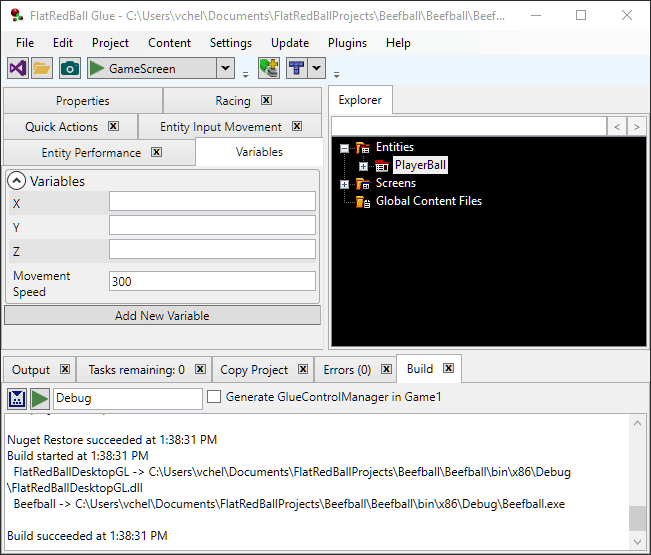 FlatRedBall Glue - C:\Users\vchel\Documents\FlatRedBallProjects\Beefball\Beefball\Beef...
File Edit Project Content Settings Update Plugins Help
GameScreen
Properties Racing
Quick Actions Entity Input Movement
Entity Performance Variables
Variables
X
Y
Z
Movement
Speed
300
Add New Variable
Explorer
< >
Entities
PlayerBall
Screens
Global Content Files
Output Tasks remaining: 0 Copy Project Errors (0) Build
Debug Generate GlueControlManager in Game1
Nuget Restore succeeded at 1:38:31 PM
Build started at 1:38:31 PM
FlatRedBallDesktopGL -> C:\Users\vchel\Documents\FlatRedBallProjects\Beefball\Beefball\bin\x86\Debug
\FlatRedBallDesktopGL.dll
Beefball -> C:\Users\vchel\Documents\FlatRedBallProjects\Beefball\Beefball\bin\x86\Debug\Beefball.exe
Build succeeded at 1:38:31 PM